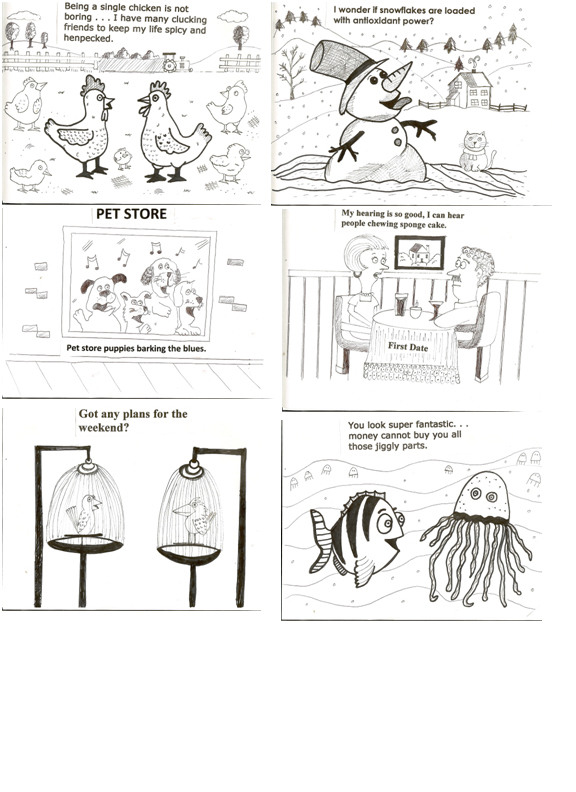 Being a single chicken is not
boring . . . I have many clucking
friends to keep my life spicy and
henpecked.
I wonder if snowflakes are loaded
with antioxidant power?
PET STORE
Pet store puppies barking the blues.
My hearing is so good, I can hear
people chewing sponge cake.
First Date
Got any plans for the
weekend?
You look super fantastic. . .
money cannot buy you all
those jiggly parts.